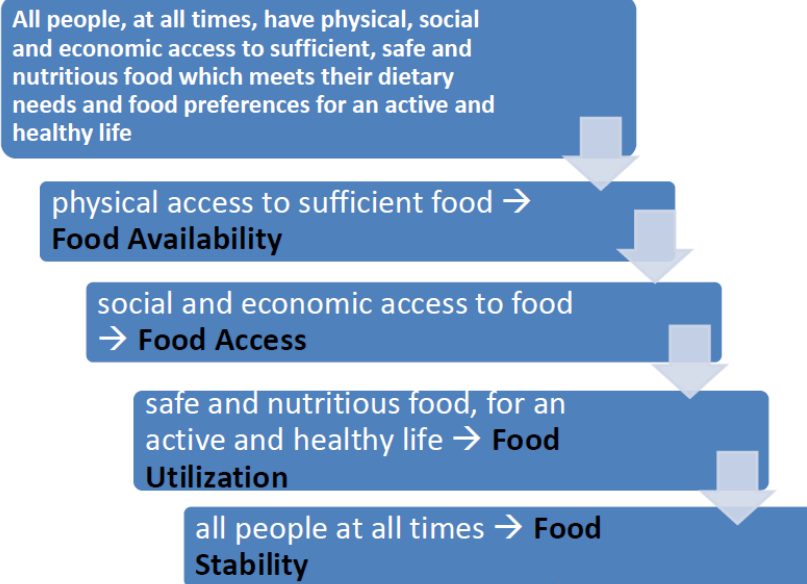 All people, at all times, have physical, social
and economic access to sufficient, safe and
nutritious food which meets their dietary
needs and food preferences for an active and
healthy life
physical access to sufficient food →
Food Availability
social and economic access to food
→ Food Access
safe and nutritious food, for an
active and healthy life → Food
Utilization
all people at all times → Food
Stability